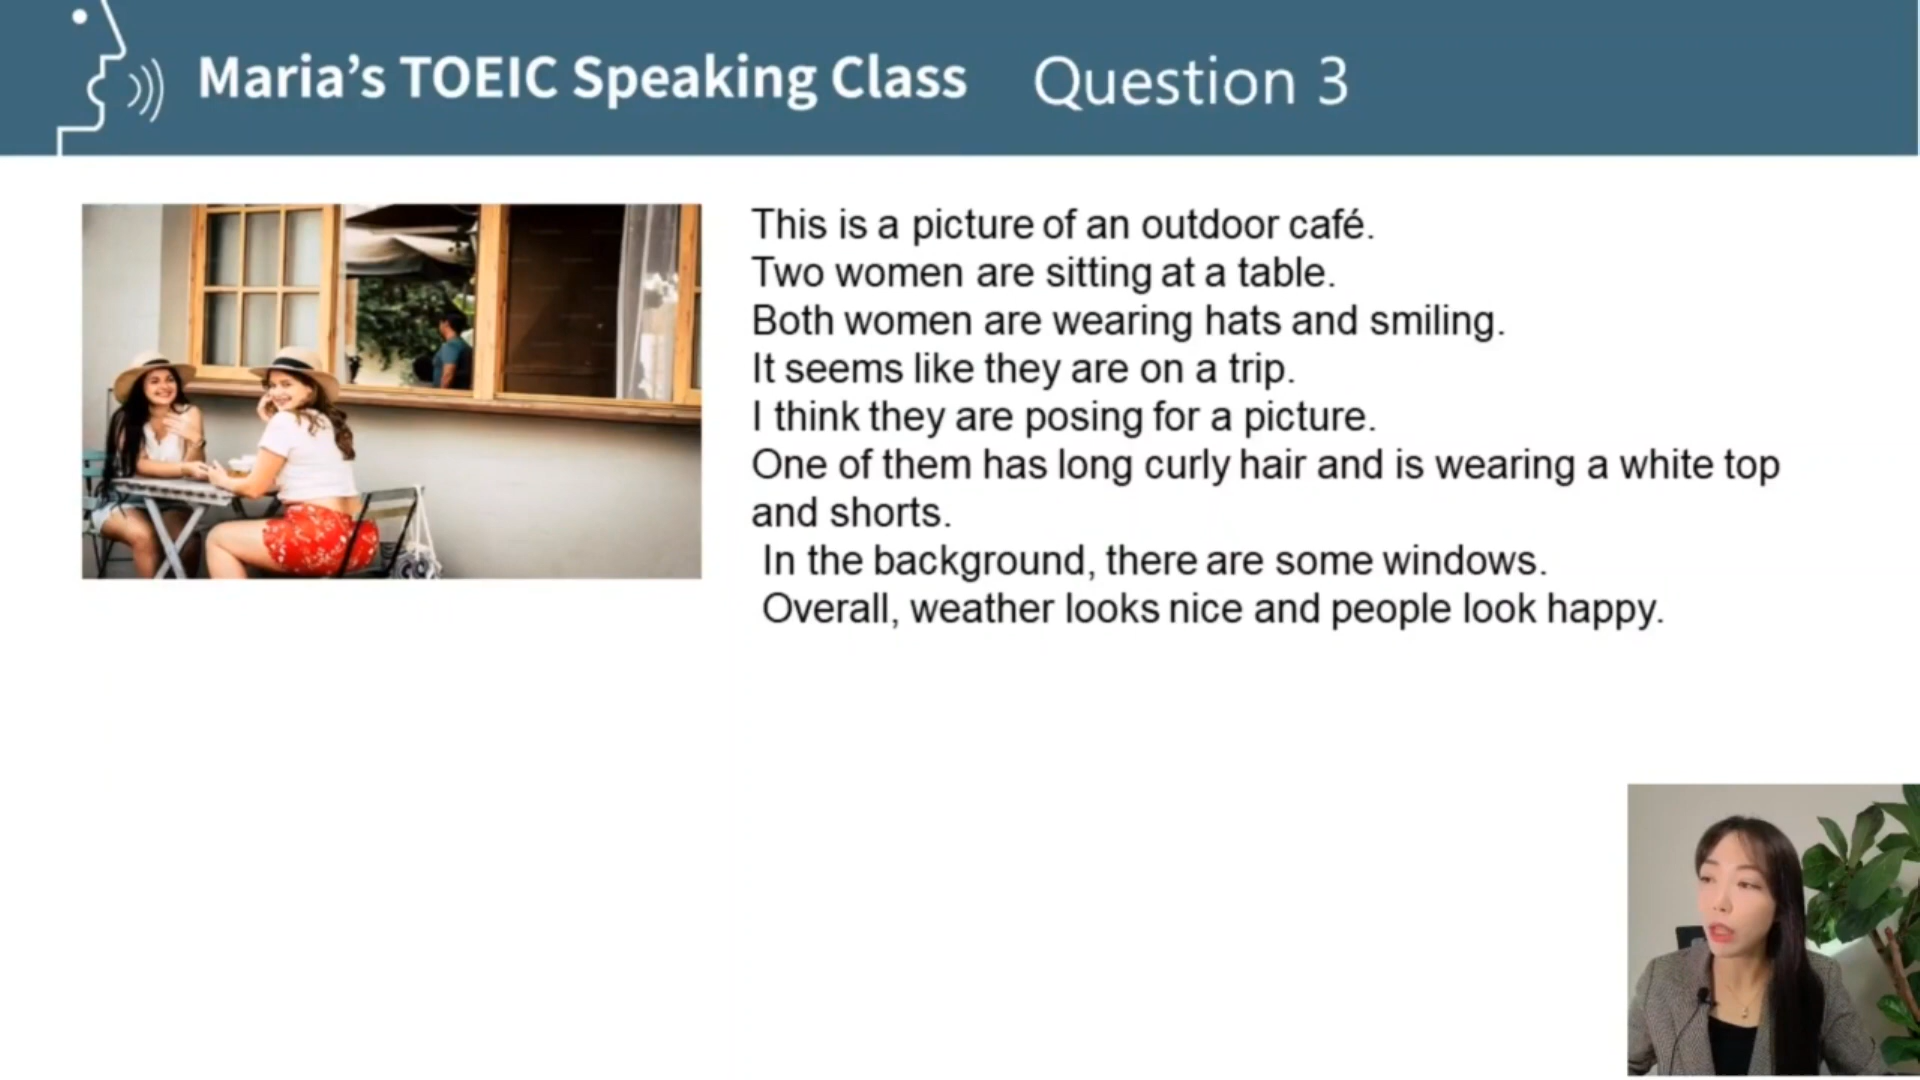 Maria’s TOEIC Speaking Class Question 3
This is a picture of an outdoor café.
Two women are sitting at a table.
Both women are wearing hats and smiling.
It seems like they are on a trip.
I think they are posing for a picture.
One of them has long curly hair and is wearing a white top
and shorts.
In the background, there are some windows.
Overall, weather looks nice and people look happy.